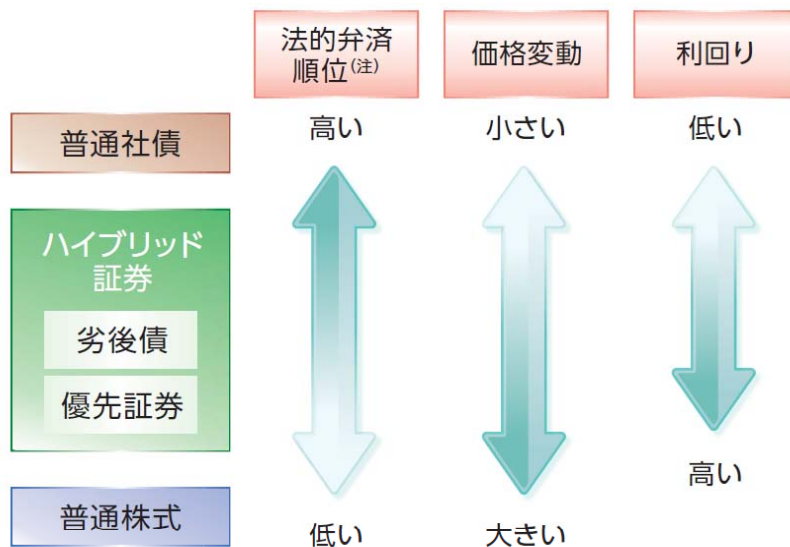 法的弁済
順位(注)
価格変動
利回り
普通社債
高い
小さい
低い
ハイブリッド
証券
劣後債
優先証券
高い
普通株式
低い
大きい